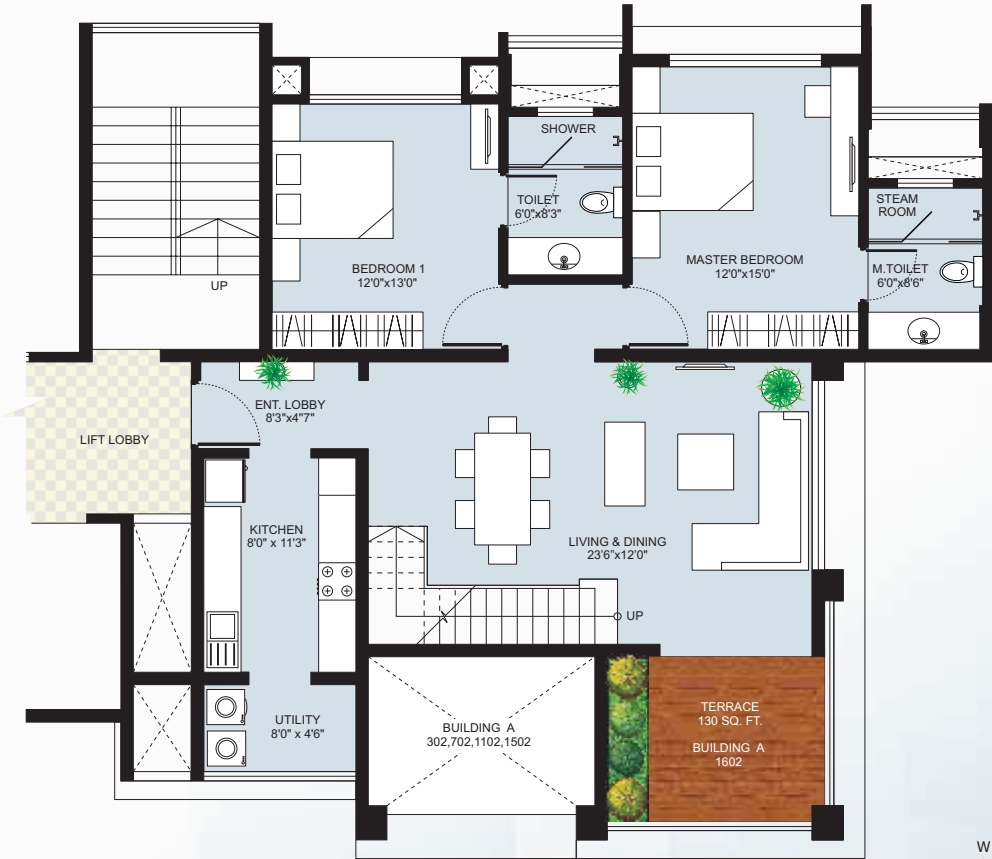 SHOWER
TOILET
6'0"x8'3"
STEAM
ROOM
MASTER BEDROOM
12'0"x15'0"
BEDROOM 1
12'0"x13'0"
M.TOILET
6'0"x8'6"
UP
ENT. LOBBY
8'3"x4'7"
LIFT LOBBY
KITCHEN
8'0" x 11'3"
LIVING & DINING
23'6"x12'0"
UP
UTILITY
8'0" x 4'6"
BUILDING A
302,702,1102,1502
TERRACE
130 SQ. FT.
BUILDING A
1602
W